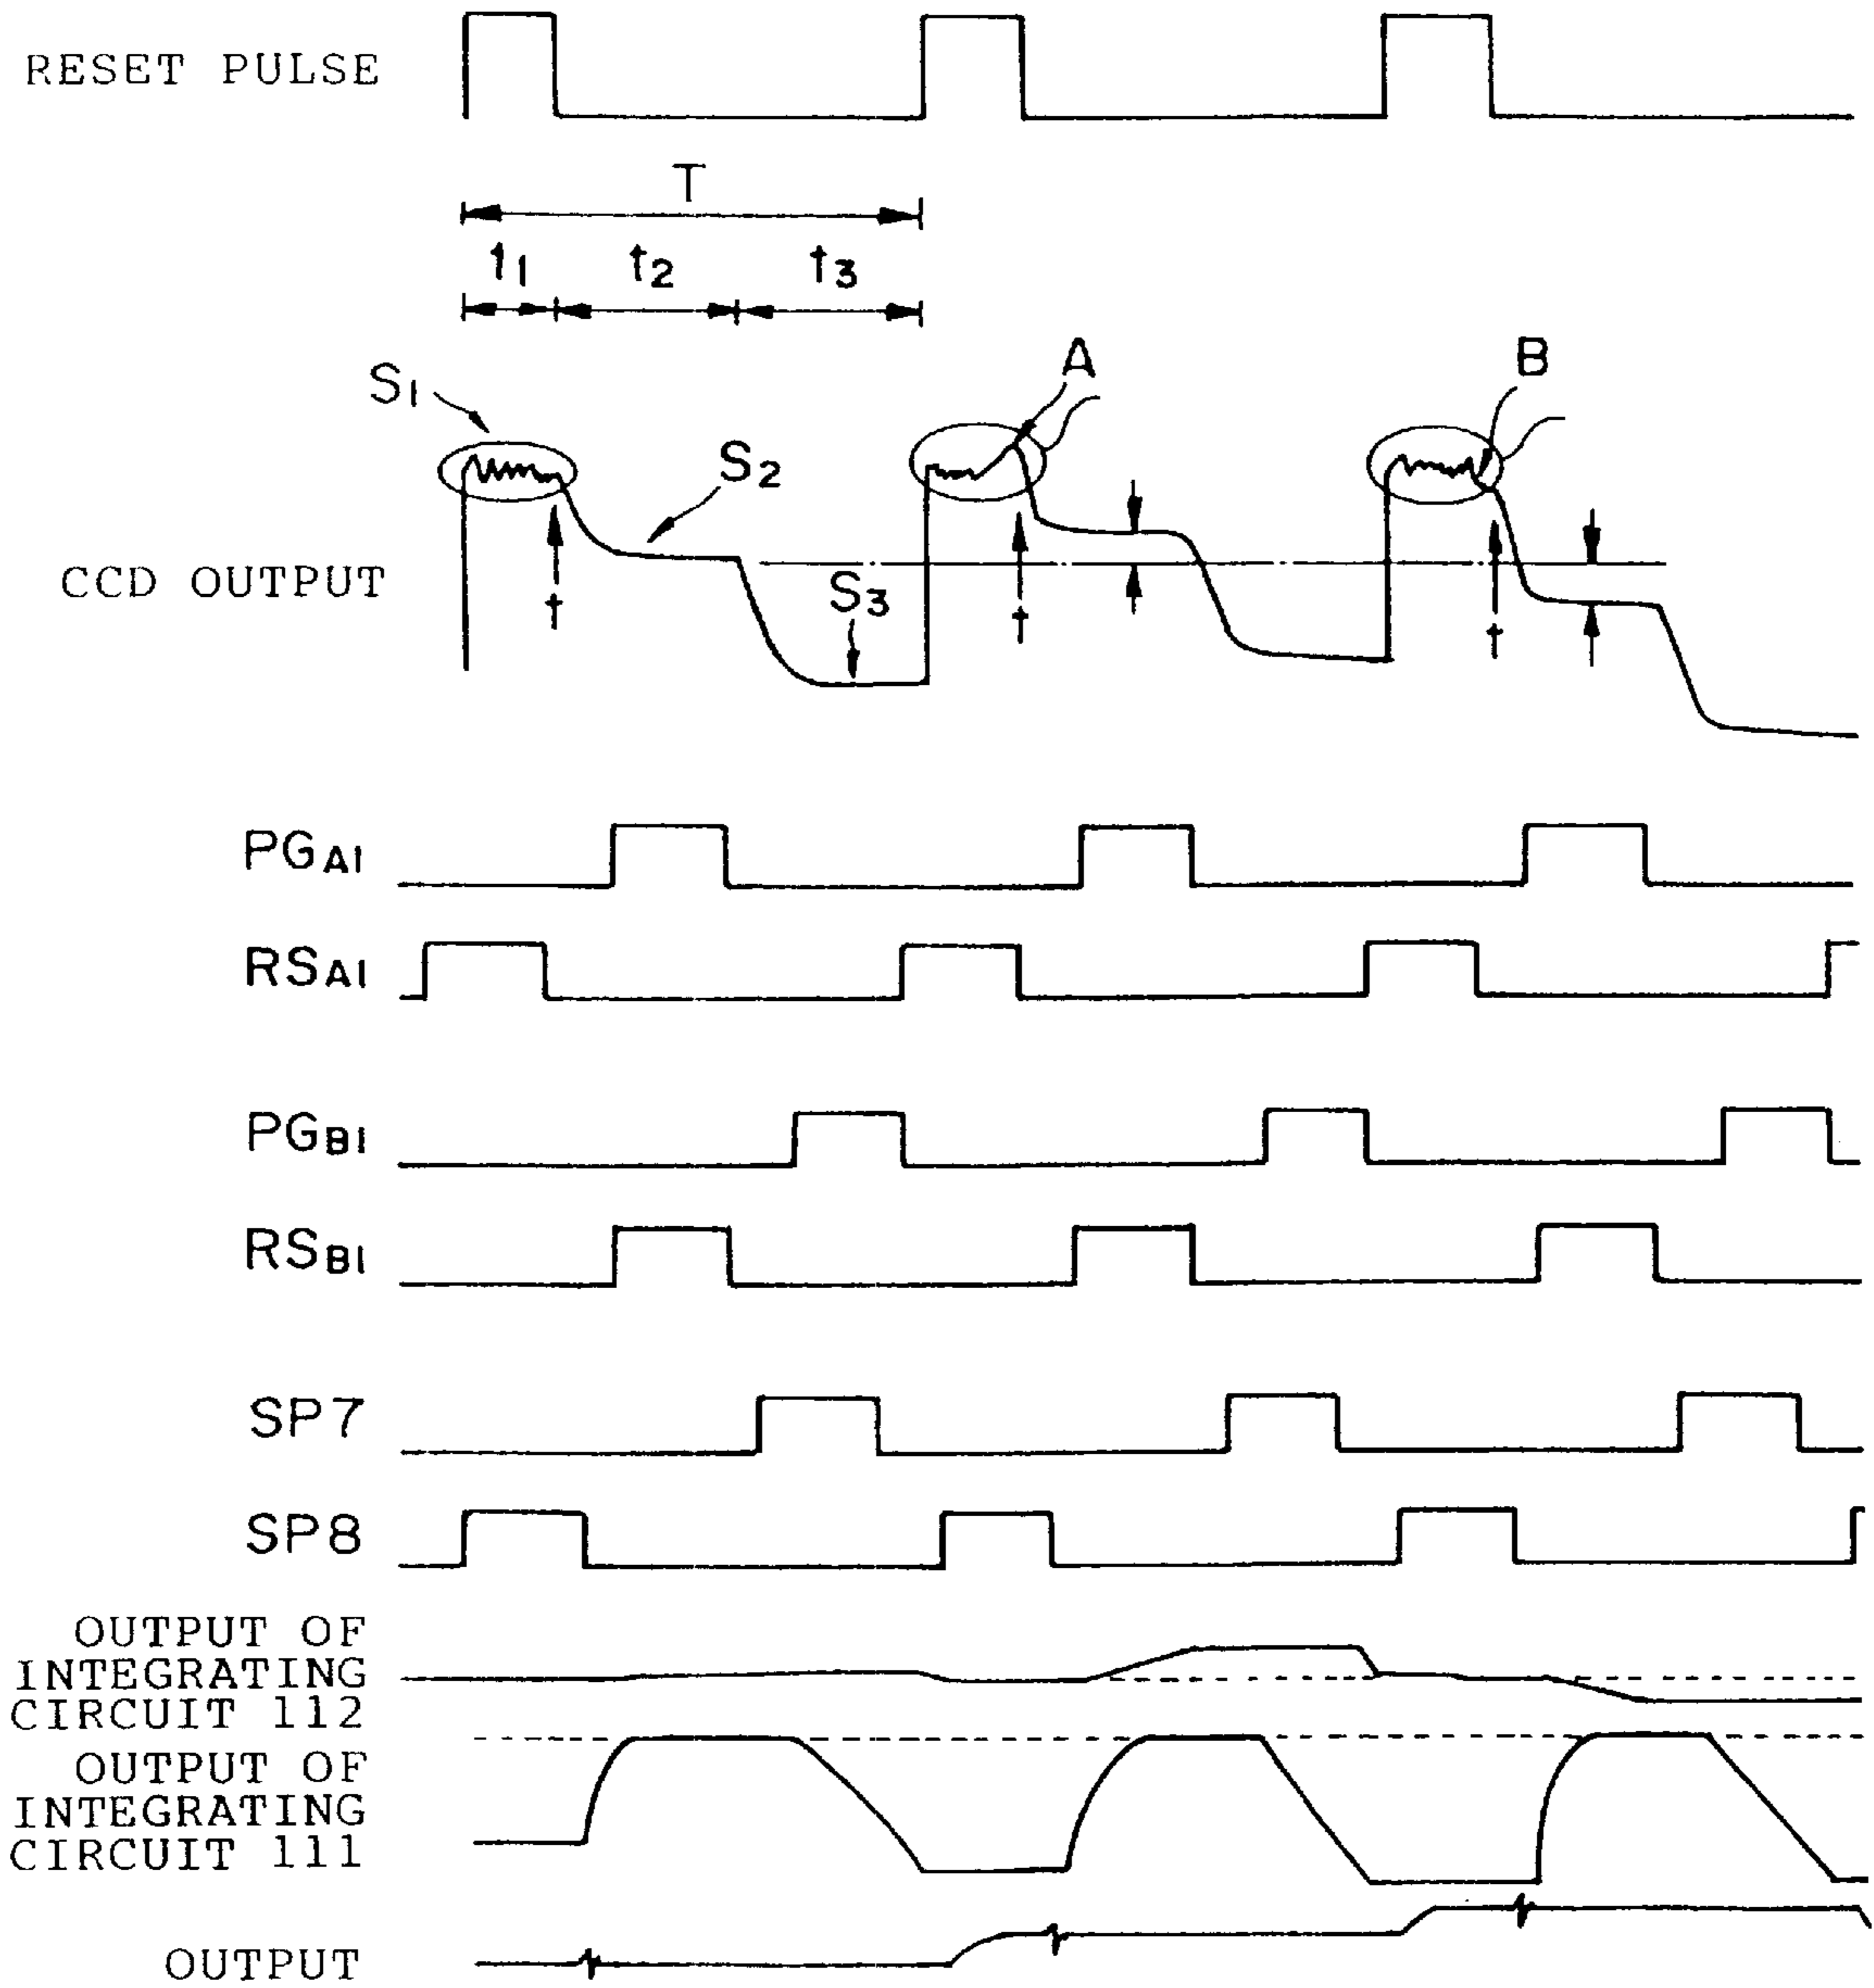 RESET PULSE
T
t1 t2 t3
S1
S2
A
B
CCD OUTPUT
S3
t
t
t
PGA1
RSA1
PGB1
RSB1
SP7
SP8
OUTPUT OF
INTEGRATING
CIRCUIT 112
OUTPUT OF
INTEGRATING
CIRCUIT 111
OUTPUT